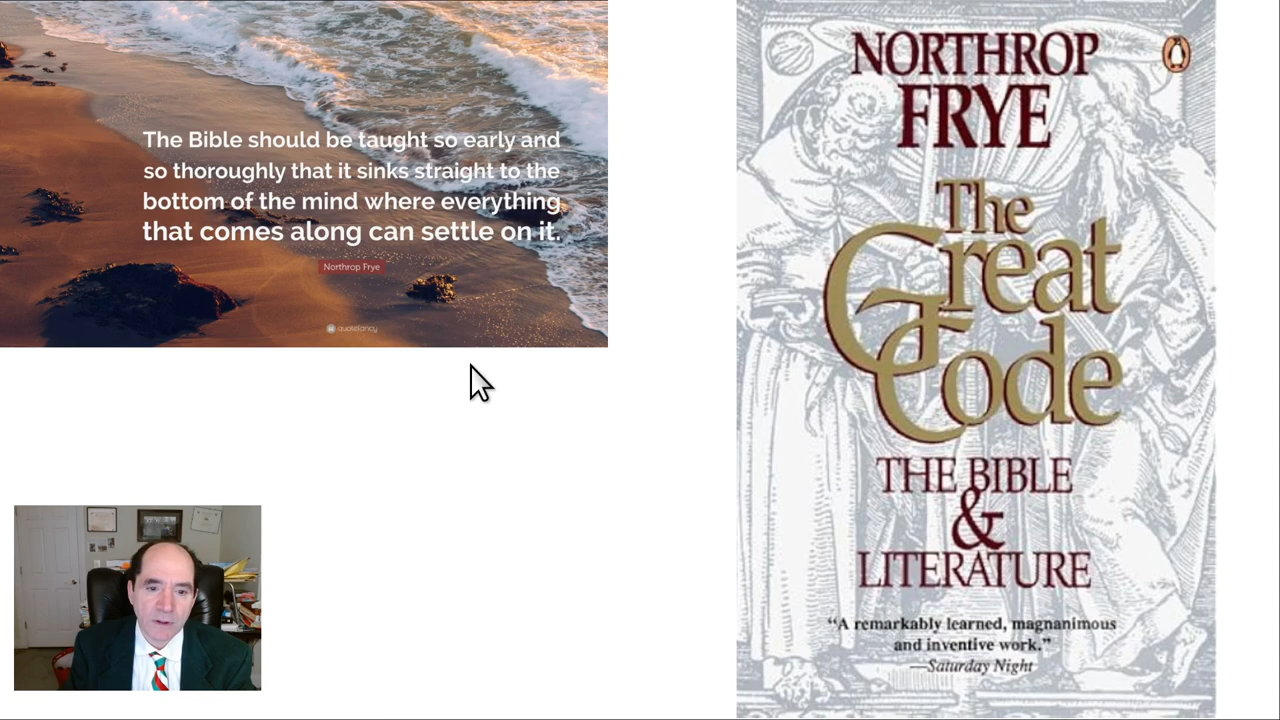 The Bible should be taught so early and
so thoroughly that it sinks straight to the
bottom of the mind where everything
that comes along can settle on it.
Northrop Frye
quotefancy
NORTHROP
FRYE
The
Great
Code
THE BIBLE
&
LITERATURE
“A remarkably learned, magnanimous
and inventive work.”
—Saturday Night